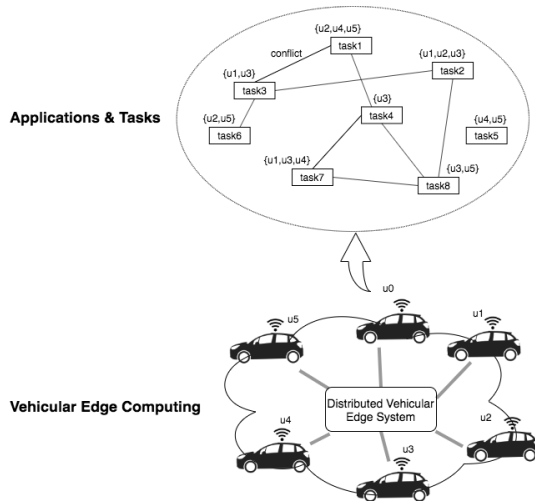 {u2,u4,u5}
task1
conflict
{u1,u2,u3}
task2
{u1,u3}
task3
{u3}
task4
Applications & Tasks
{u2,u5}
task6
{u4,u5}
task5
{u1,u3,u4}
task7
{u3,u5}
task8
u0
u5
u1
Distributed Vehicular
Edge System
Vehicular Edge Computing
u4
u2
u3